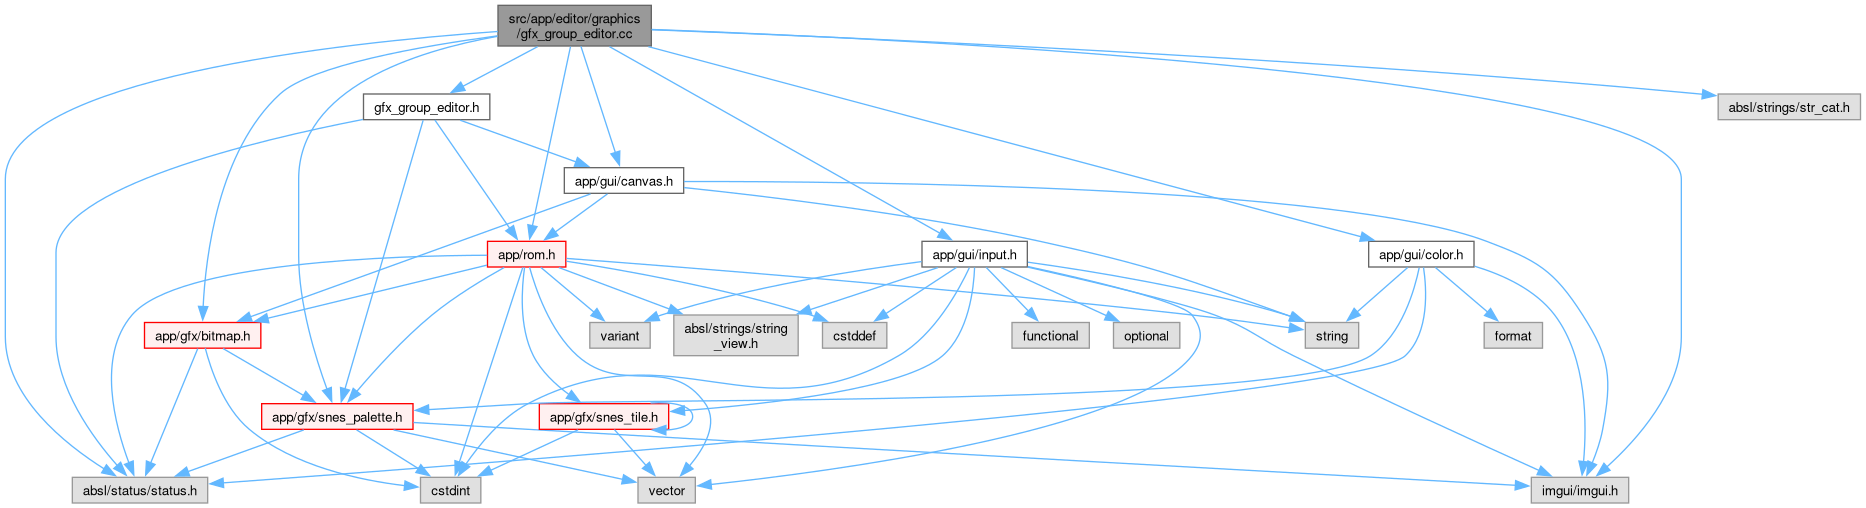 src/app/editor/graphics
/gfx_group_editor.cc
gfx_group_editor.h
absl/strings/str_cat.h
app/gui/canvas.h
app/rom.h
app/gui/input.h
app/gui/color.h
app/gfx/bitmap.h
variant
absl/strings/string
_view.h
cstddef
functional
optional
string
format
app/gfx/snes_palette.h
app/gfx/snes_tile.h
absl/status/status.h
cstdint
vector
imgui/imgui.h